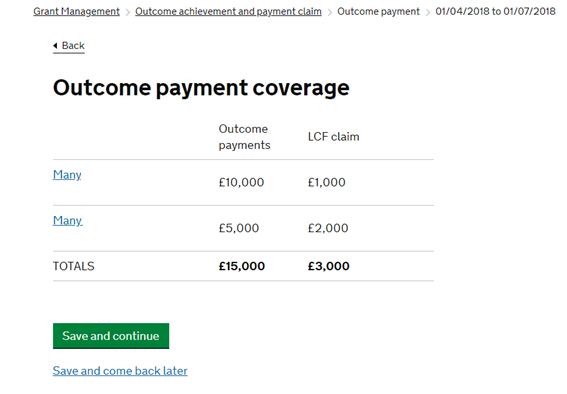 Grant Management > Outcome achievement and payment claim > Outcome payment > 01/04/2018 to 01/07/2018
Back
Outcome payment coverage
Outcome payments LCF claim
Many £10,000 £1,000
Many £5,000 £2,000
TOTALS £15,000 £3,000
Save and continue
Save and come back later